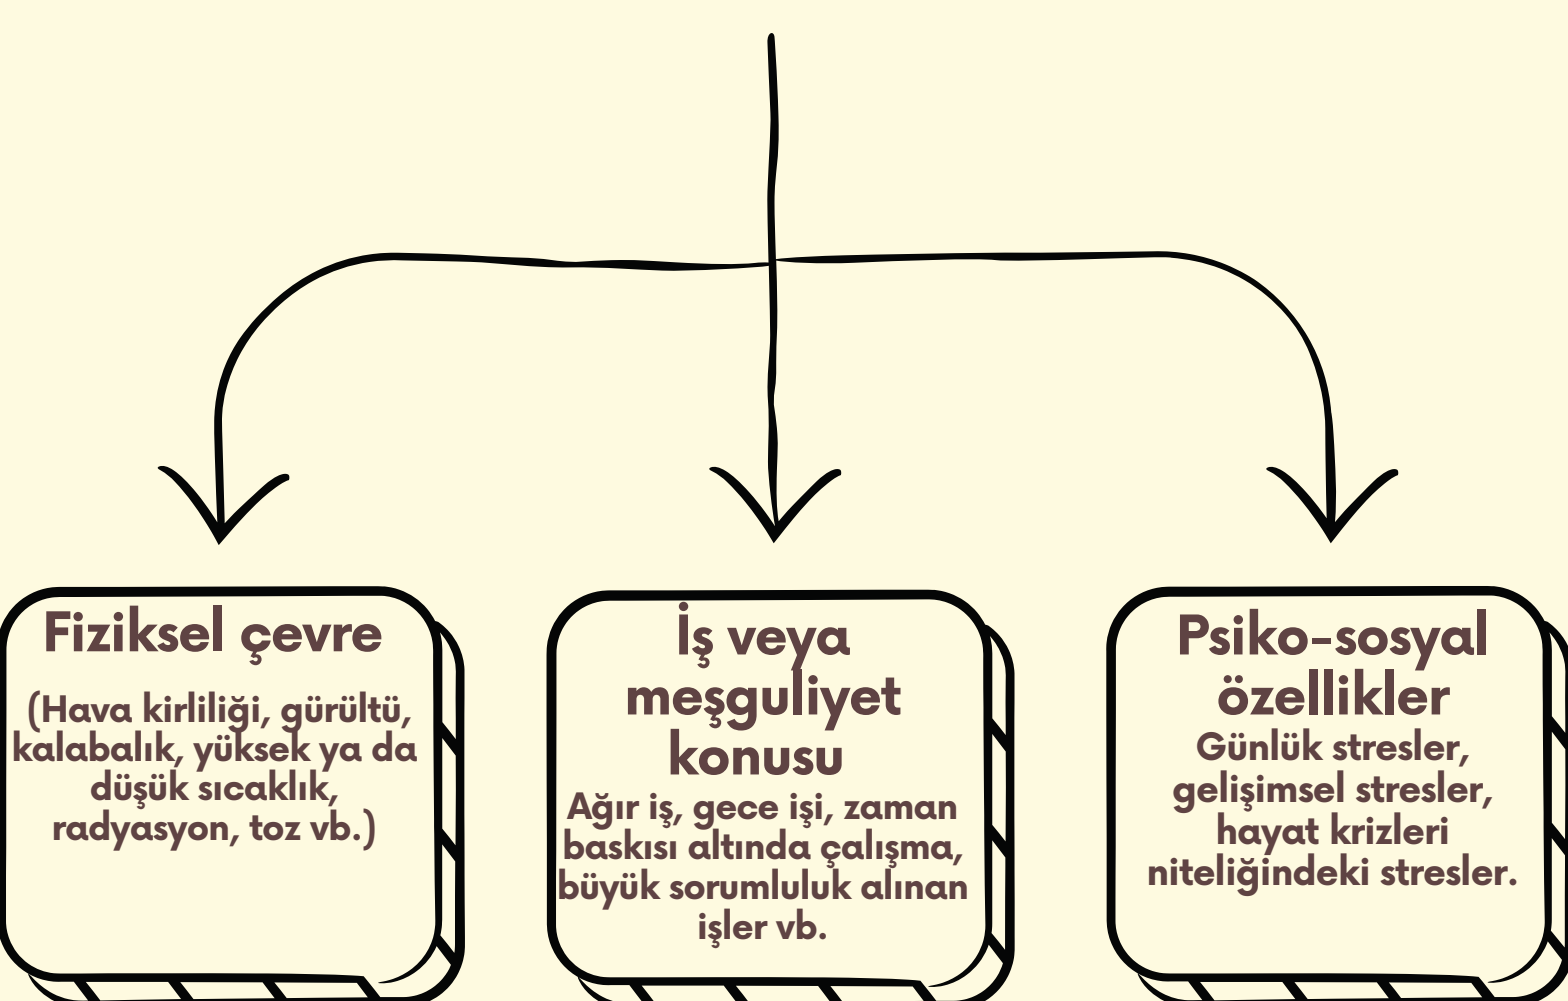 Fiziksel çevre
(Hava kirliliği, gürültü,
kalabalık, yüksek ya da
düşük sıcaklık,
radyasyon, toz vb.)
İş veya
meşguliyet
konusu
Ağır iş, gece işi, zaman
baskısı altında çalışma,
büyük sorumluluk alınan
işler vb.
Psiko-sosyal
özellikler
Günlük stresler,
gelişimsel stresler,
hayat krizleri
niteliğindeki stresler.